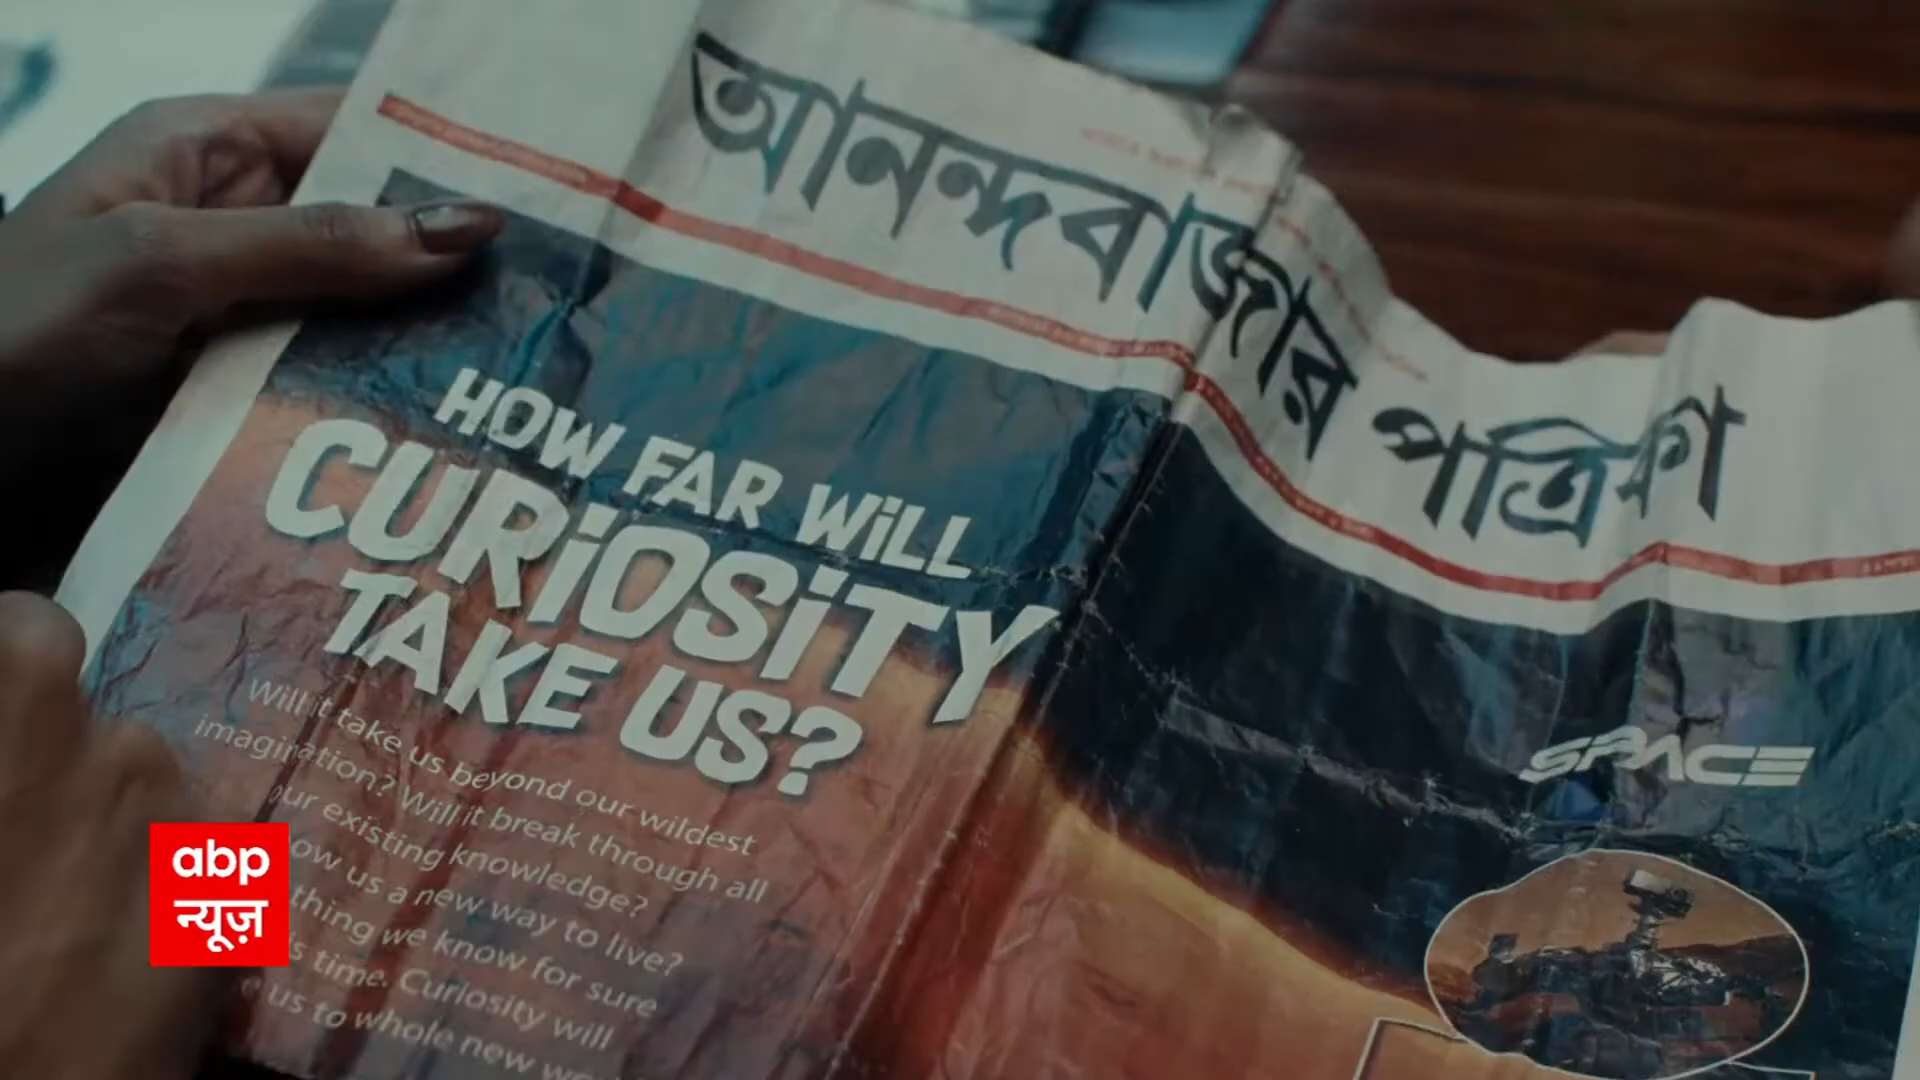 আনন্দবাজার পত্রিকা
HOW FAR WiLL
CURiOSiTY
TAKE US?
Will it take us beyond our wildest
imagination? Will it break through all
our existing knowledge?
us a new way to live?
thing we know for sure
time. Curiosity will
us to whole new
SPACE
abp
न्यूज़